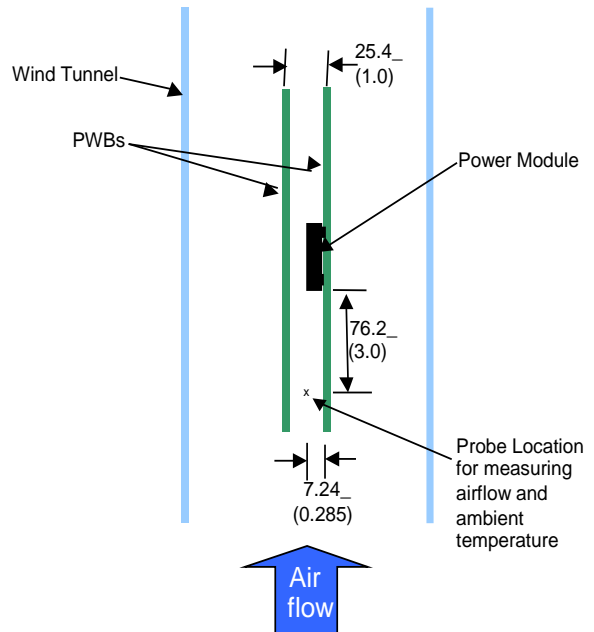 25.4_
(1.0)
Wind Tunnel
PWBs
Power Module
76.2_
(3.0)
x
Probe Location
for measuring
airflow and
ambient
temperature
7.24_
(0.285)
Air
flow